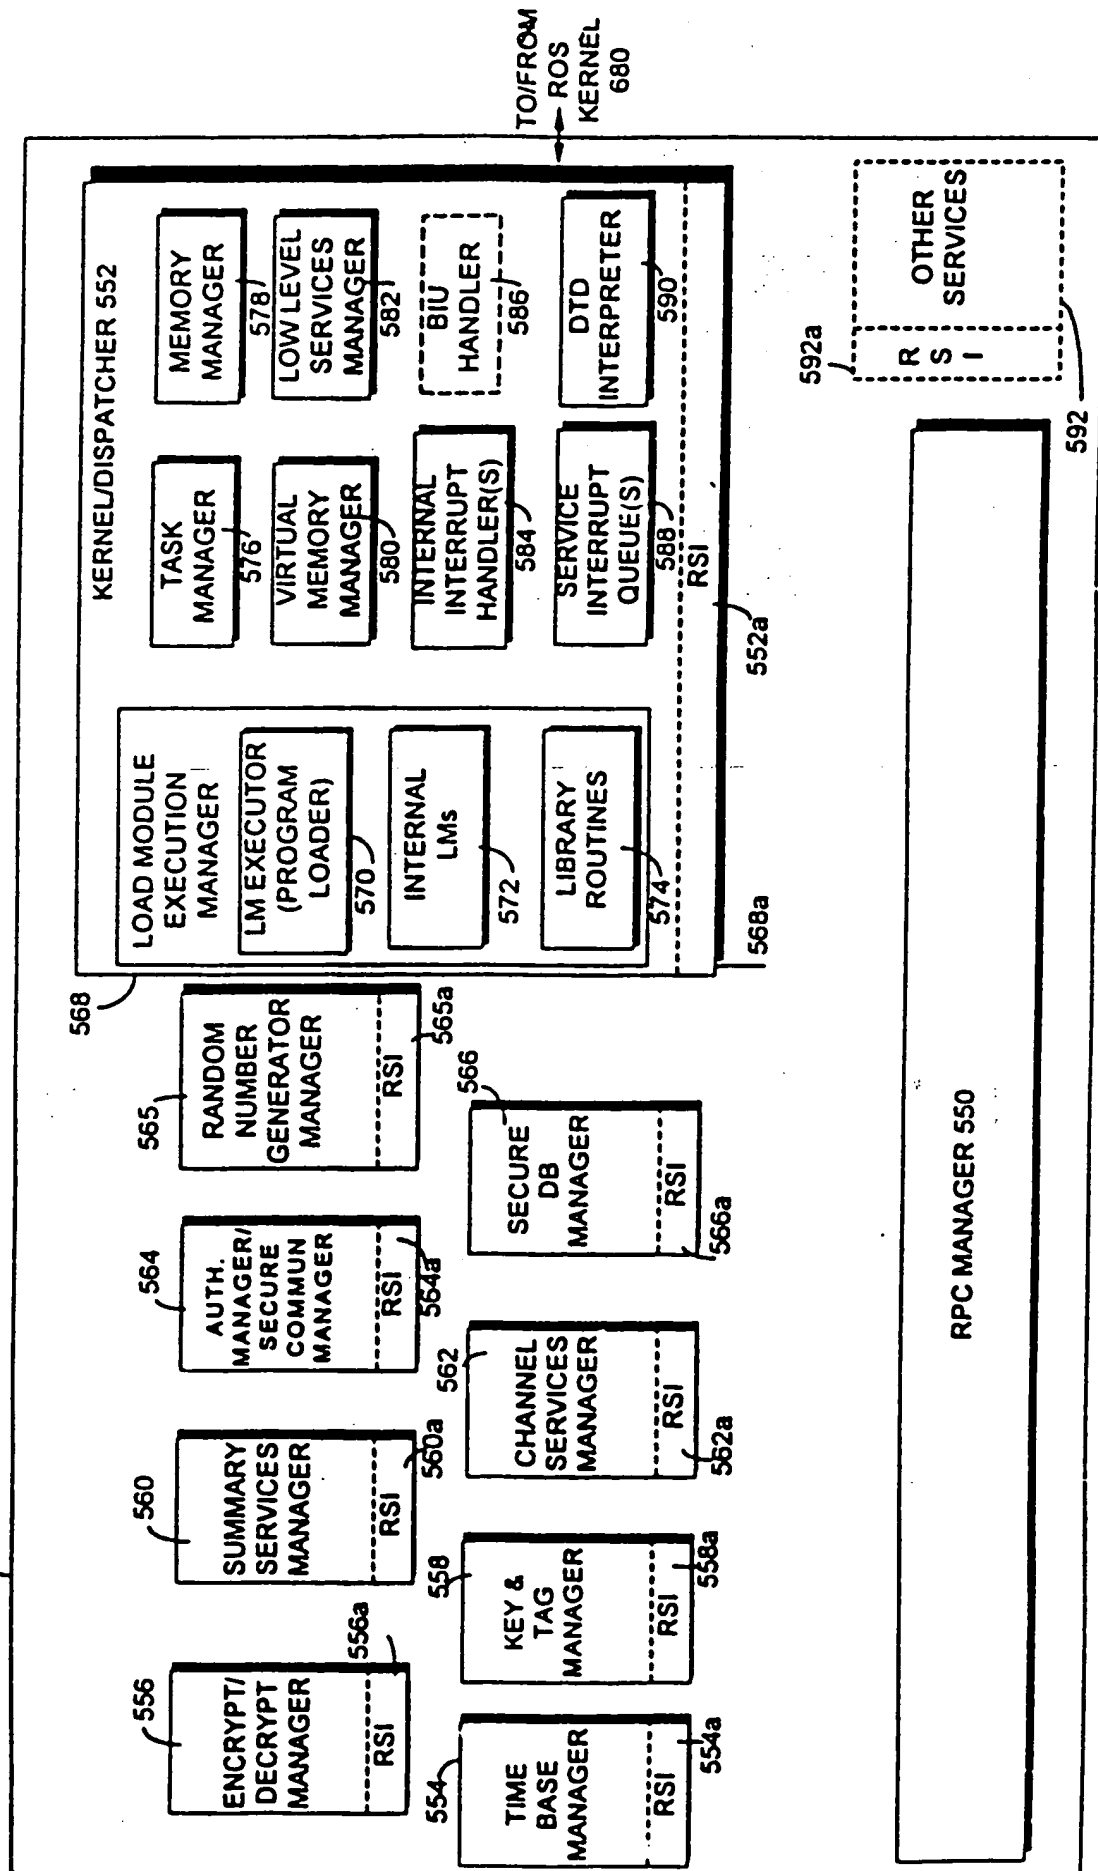 KERNEL/DISPATCHER 552
TO/FROM
ROS
KERNEL
680
568
LOAD MODULE
EXECUTION
MANAGER
LM EXECUTOR
(PROGRAM
LOADER)
570
INTERNAL
LMs
572
LIBRARY
ROUTINES
574
568a
TASK
MANAGER
576
MEMORY
MANAGER
578
VIRTUAL
MEMORY
MANAGER
580
LOW LEVEL
SERVICES
MANAGER
582
INTERNAL
INTERRUPT
HANDLER(S)
584
BIU
HANDLER
586
SERVICE
INTERRUPT
QUEUE(S)
588
DTD
INTERPRETER
590
RSI
552a
556
ENCRYPT/
DECRYPT
MANAGER
RSI
556a
560
SUMMARY
SERVICES
MANAGER
RSI
560a
564
AUTH.
MANAGER/
SECURE
COMMUN
MANAGER
RSI
564a
565
RANDOM
NUMBER
GENERATOR
MANAGER
RSI
565a
554
TIME
BASE
MANAGER
RSI
554a
558
KEY &
TAG
MANAGER
RSI
558a
562
CHANNEL
SERVICES
MANAGER
RSI
562a
566
SECURE
DB
MANAGER
RSI
566a
592a
R
S
I
OTHER
SERVICES
592
RPC MANAGER 550